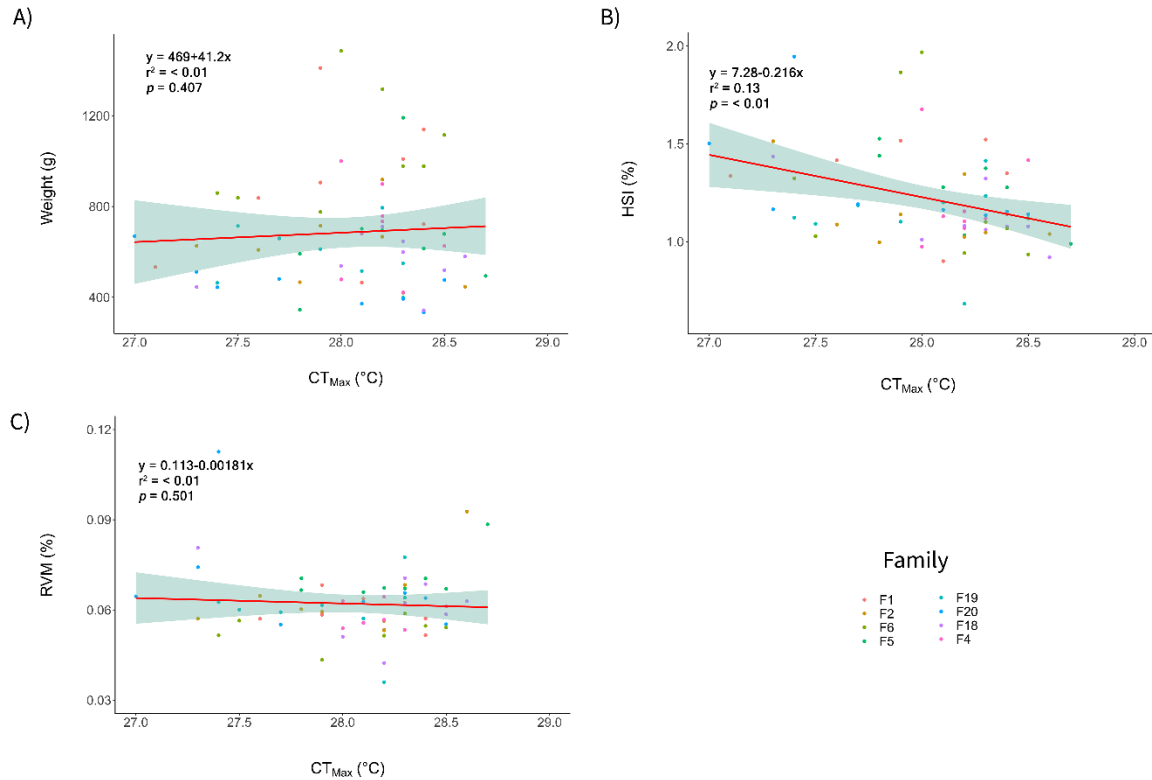 A)
y = 469+41.2x
r² = < 0.01
p = 0.407
Weight (g)
1200
800
400
27.0 27.5 28.0 28.5 29.0
CTMax (°C)
B)
y = 7.28-0.216x
r² = 0.13
p = < 0.01
HSI (%)
2.0
1.5
1.0
27.0 27.5 28.0 28.5 29.0
CTMax (°C)
C)
y = 0.113-0.00181x
r² = < 0.01
p = 0.501
RVM (%)
0.12
0.09
0.06
0.03
27.0 27.5 28.0 28.5 29.0
CTMax (°C)
Family
F1 F19
F2 F20
F6 F18
F5 F4